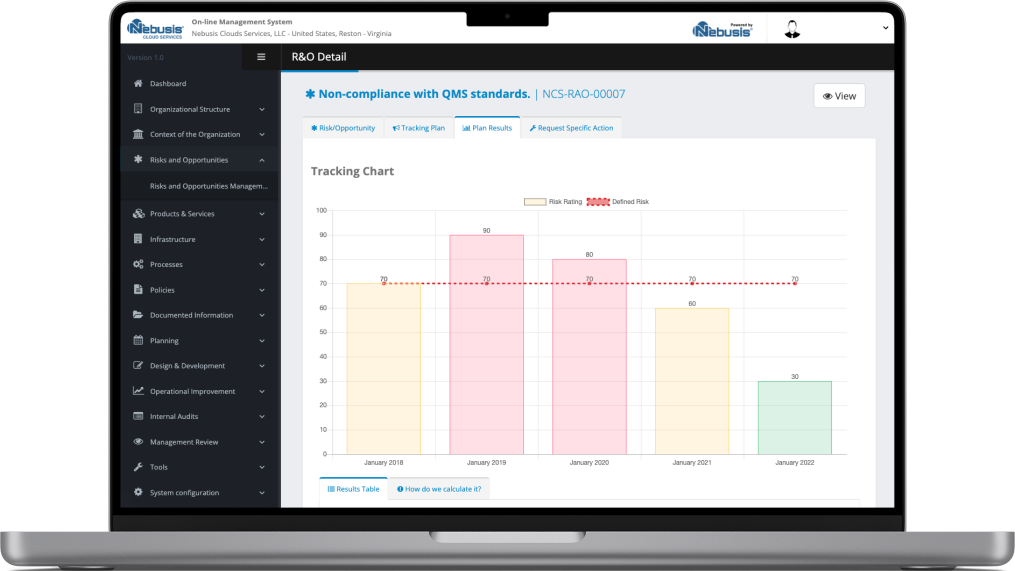 Nebusis
CLOUD SERVICES
On-line Management System
Nebusis Clouds Services, LLC - United States, Reston - Virginia
Powered by
Nebusis
Version 1.0
R&O Detail
Dashboard
Organizational Structure
Context of the Organization
Risks and Opportunities
Risks and Opportunities Managem...
Products & Services
Infrastructure
Processes
Policies
Documented Information
Planning
Design & Development
Operational Improvement
Internal Audits
Management Review
Tools
System configuration
Non-compliance with QMS standards. | NCS-RAO-00007
View
Risk/Opportunity
Tracking Plan
Plan Results
Request Specific Action
Tracking Chart
Risk Rating
Defined Risk
100
90
80
70
60
50
40
30
20
10
0
70
90
70
80
70
70
60
70
30
January 2018
January 2019
January 2020
January 2021
January 2022
Results Table
How do we calculate it?